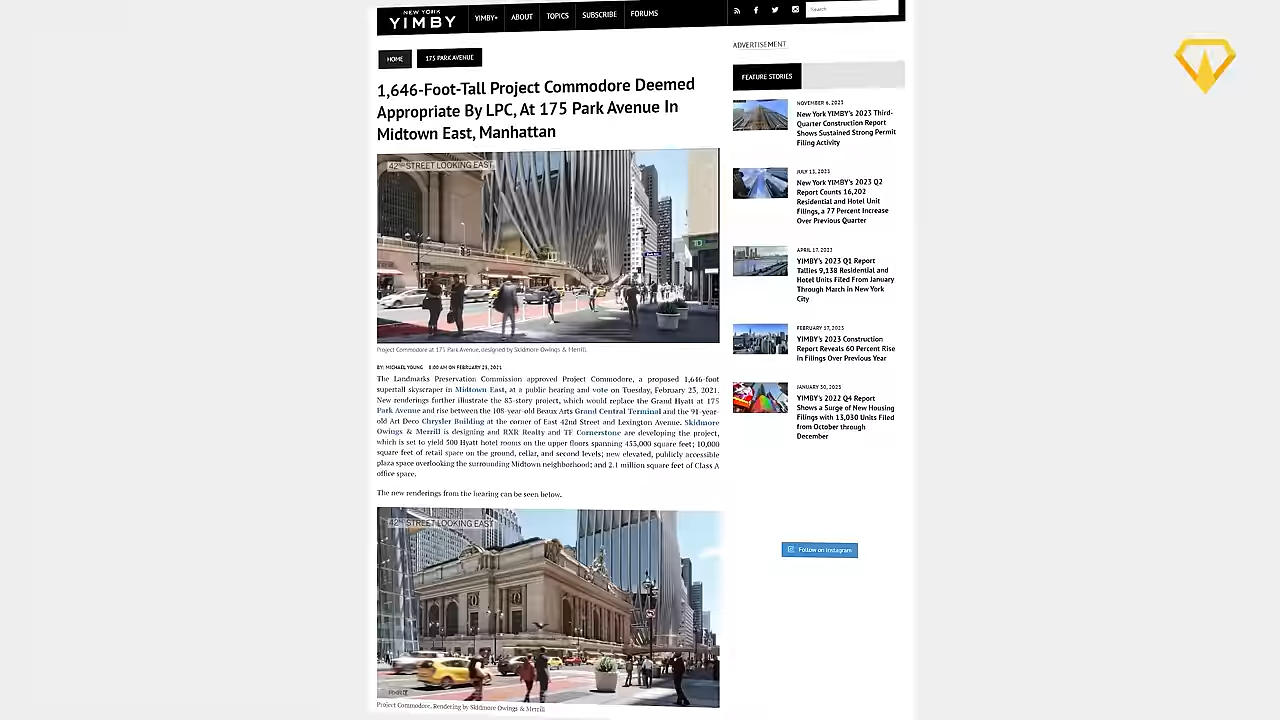 NEW YORK
YIMBY
YIMBY+ ABOUT TOPICS SUBSCRIBE FORUMS
Search
HOME 175 PARK AVENUE
1,646-Foot-Tall Project Commodore Deemed
Appropriate By LPC, At 175 Park Avenue In
Midtown East, Manhattan
42ND STREET LOOKING EAST
TD
Project Commodore at 175 Park Avenue, designed by Skidmore Owings & Merrill.
BY: MICHAEL YOUNG 8:00 AM ON FEBRUARY 25, 2021
The Landmarks Preservation Commission approved Project Commodore, a proposed 1,646-foot
supertall skyscraper in Midtown East, at a public hearing and vote on Tuesday, February 23, 2021.
New renderings further illustrate the 83-story project, which would replace the Grand Hyatt at 175
Park Avenue and rise between the 108-year-old Beaux Arts Grand Central Terminal and the 91-year-
old Art Deco Chrysler Building at the corner of East 42nd Street and Lexington Avenue. Skidmore
Owings & Merrill is designing and RXR Realty and TF Cornerstone are developing the project,
which is set to yield 500 Hyatt hotel rooms on the upper floors spanning 453,000 square feet; 10,000
square feet of retail space on the ground, cellar, and second levels; new elevated, publicly accessible
plaza space overlooking the surrounding Midtown neighborhood; and 2.1 million square feet of Class A
office space.
The new renderings from the hearing can be seen below.
42ND STREET LOOKING EAST
Project Commodore. Rendering by Skidmore Owings & Merrill
ADVERTISEMENT
FEATURE STORIES
NOVEMBER 6, 2023
New York YIMBY's 2023 Third-
Quarter Construction Report
Shows Sustained Strong Permit
Filing Activity
JULY 13, 2023
New York YIMBY's 2023 Q2
Report Counts 16,202
Residential and Hotel Unit
Filings, a 77 Percent Increase
Over Previous Quarter
APRIL 17, 2023
YIMBY's 2023 Q1 Report
Tallies 9,138 Residential and
Hotel Units Filed From January
Through March in New York
City
FEBRUARY 17, 2023
YIMBY's 2023 Construction
Report Reveals 60 Percent Rise
In Filings Over Previous Year
JANUARY 30, 2023
YIMBY's 2022 Q4 Report
Shows a Surge of New Housing
Filings with 13,030 Units Filed
from October through
December
Follow on Instagram